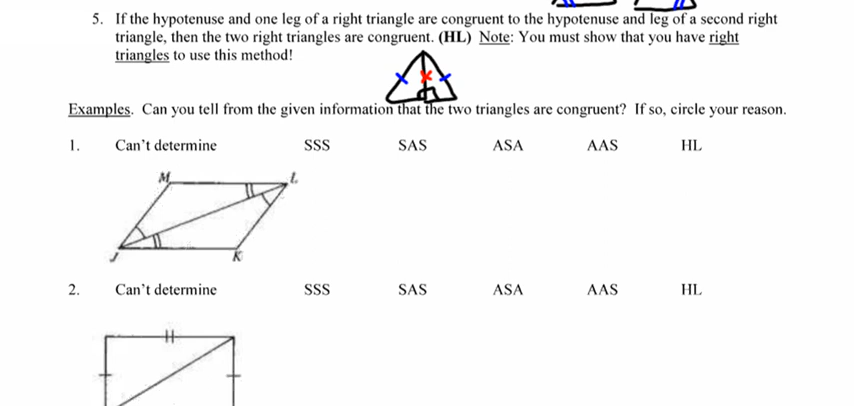 5. If the hypotenuse and one leg of a right triangle are congruent to the hypotenuse and leg of a second right
triangle, then the two right triangles are congruent. (HL) Note: You must show that you have right
triangles to use this method!
Examples. Can you tell from the given information that the two triangles are congruent? If so, circle your reason.
1. Can't determine SSS SAS ASA AAS HL
M L
J K
2. Can't determine SSS SAS ASA AAS HL